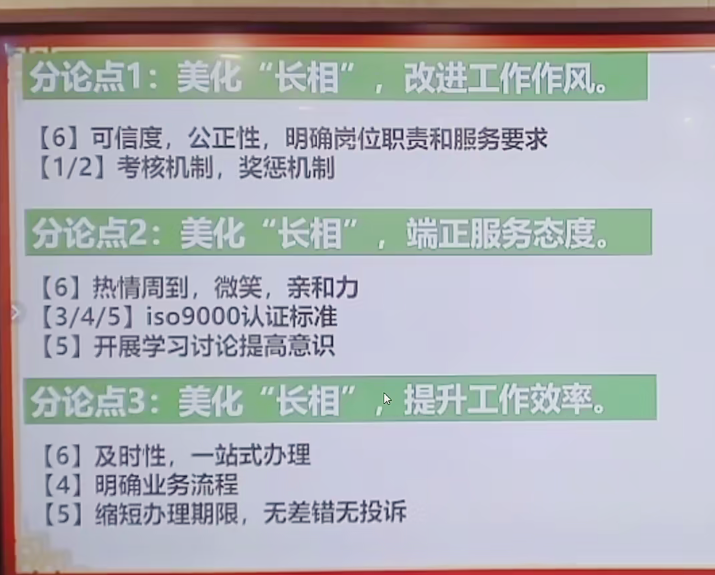 分论点1：美化“长相”，改进工作作风。
【6】可信度，公正性，明确岗位职责和服务要求
【1/2】考核机制，奖惩机制
分论点2：美化“长相”，端正服务态度。
【6】热情周到，微笑，亲和力
【3/4/5】iso9000认证标准
【5】开展学习讨论提高意识
分论点3：美化“长相”，提升工作效率。
【6】及时性，一站式办理
【4】明确业务流程
【5】缩短办理期限，无差错无投诉